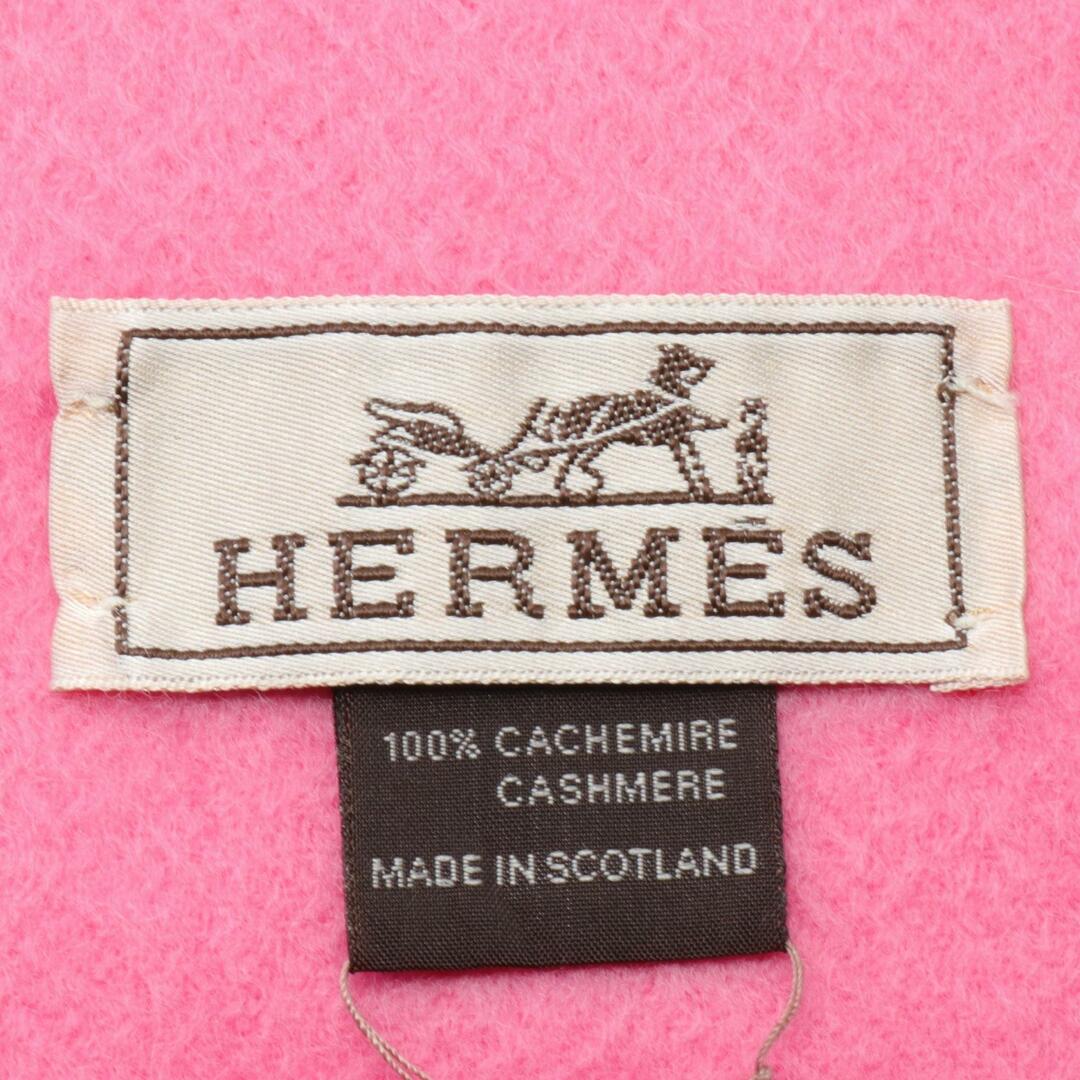 HERMÈS
100% CACHEMIRE
CASHMERE
MADE IN SCOTLAND